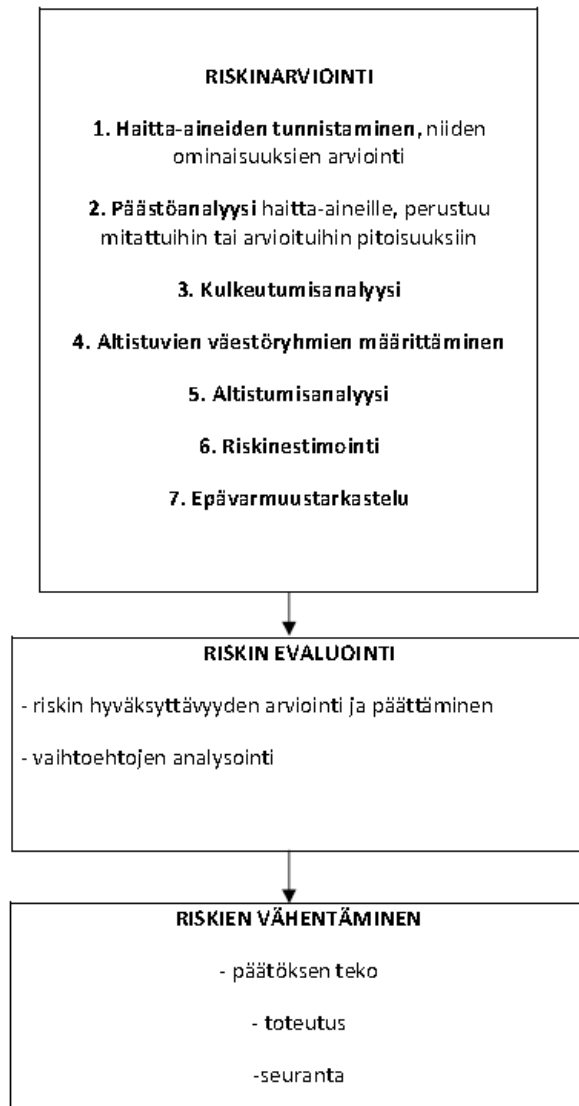 RISKINARVIOINTI
1. Haitta-aineiden tunnistaminen, niiden
ominaisuuksien arviointi
2. Päästöanalyysi haitta-aineille, perustuu
mitattuihin tai arvioituihin pitoisuuksiin
3. Kulkeutumisanalyysi
4. Altistuvien väestöryhmien määrittäminen
5. Altistumisanalyysi
6. Riskinestimointi
7. Epävarmuustarkastelu
RISKIN EVALUOINTI
- riskin hyväksyttävyyden arviointi ja päättäminen
- vaihtoehtojen analysointi
RISKIEN VÄHENTÄMINEN
- päätöksen teko
- toteutus
-seuranta